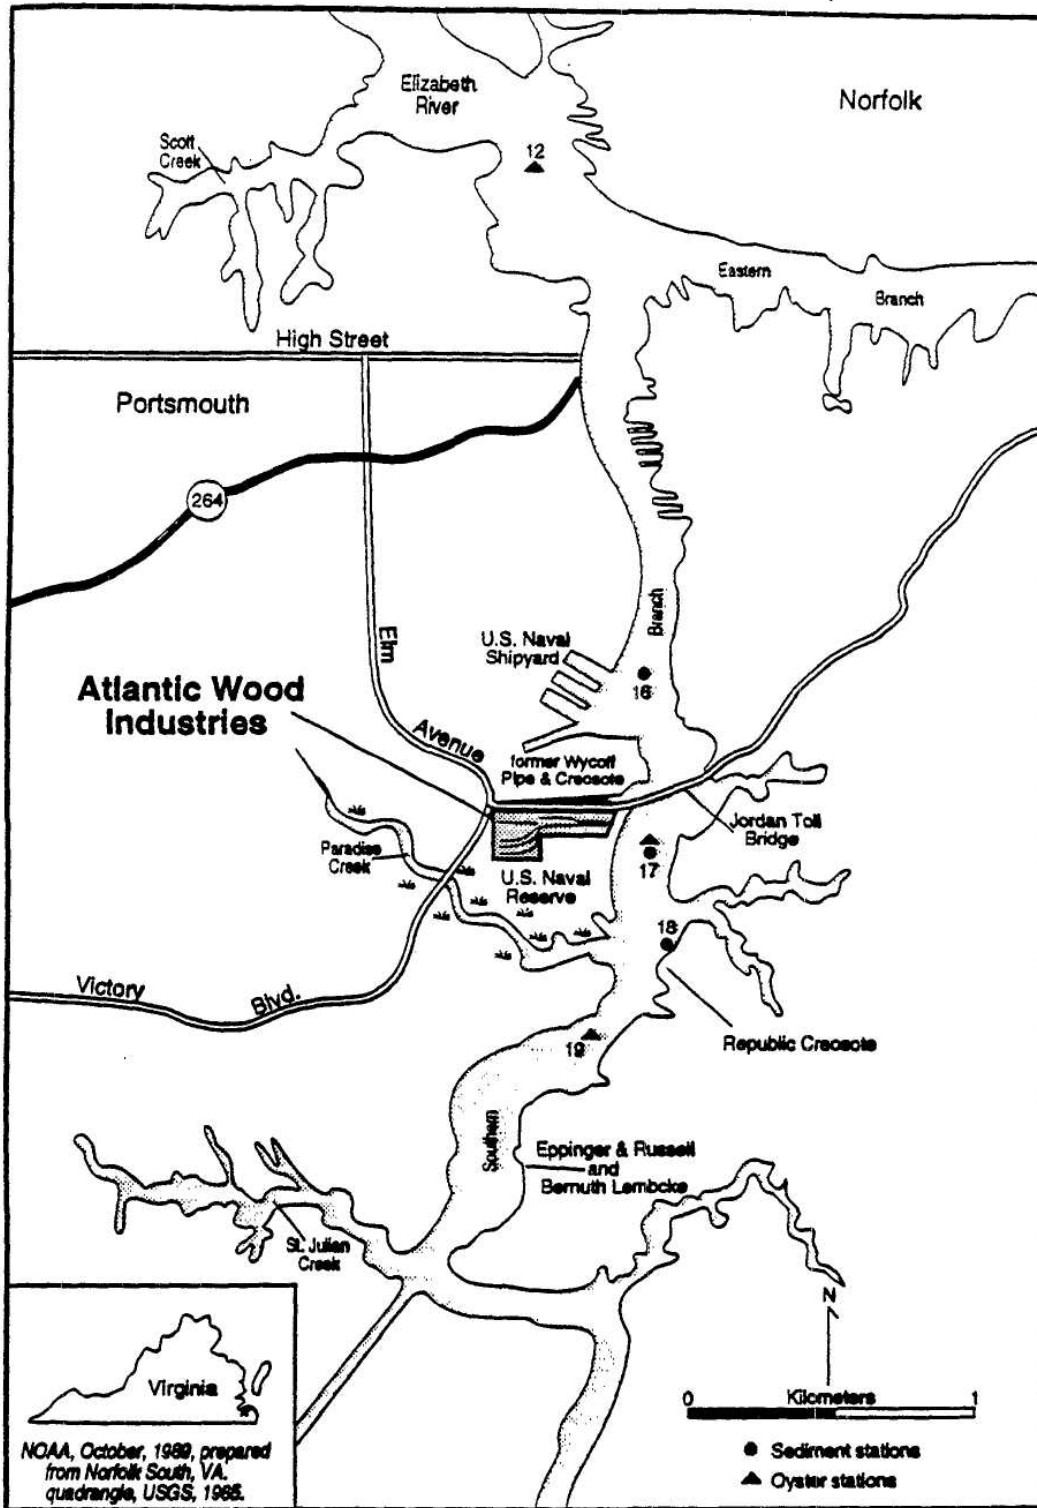 Elizabeth
River
Norfolk
Scott
Creek
12
Eastern
Branch
High Street
Portsmouth
264
Elm
Avenue
Branch
U.S. Naval
Shipyard
16
Atlantic Wood
Industries
former Wycoff
Pipe & Creosote
Jordan Toll
Bridge
Paradise
Creek
17
U.S. Naval
Reserve
18
Victory
Blvd.
Republic Creosote
19
Southern
Eppinger & Russell
and
Bernuth Lembcke
St. Julian
Creek
N
Virginia
0
Kilometers
1
NOAA, October, 1989, prepared
from Norfolk South, VA.
quadrangle, USGS, 1965.
Sediment stations
Oyster stations